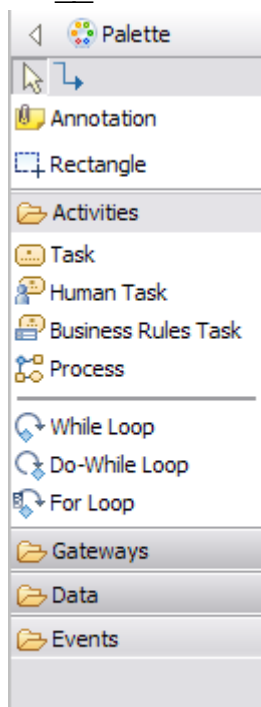 Palette
Annotation
Rectangle
Activities
Task
Human Task
Business Rules Task
Process
While Loop
Do-While Loop
For Loop
Gateways
Data
Events